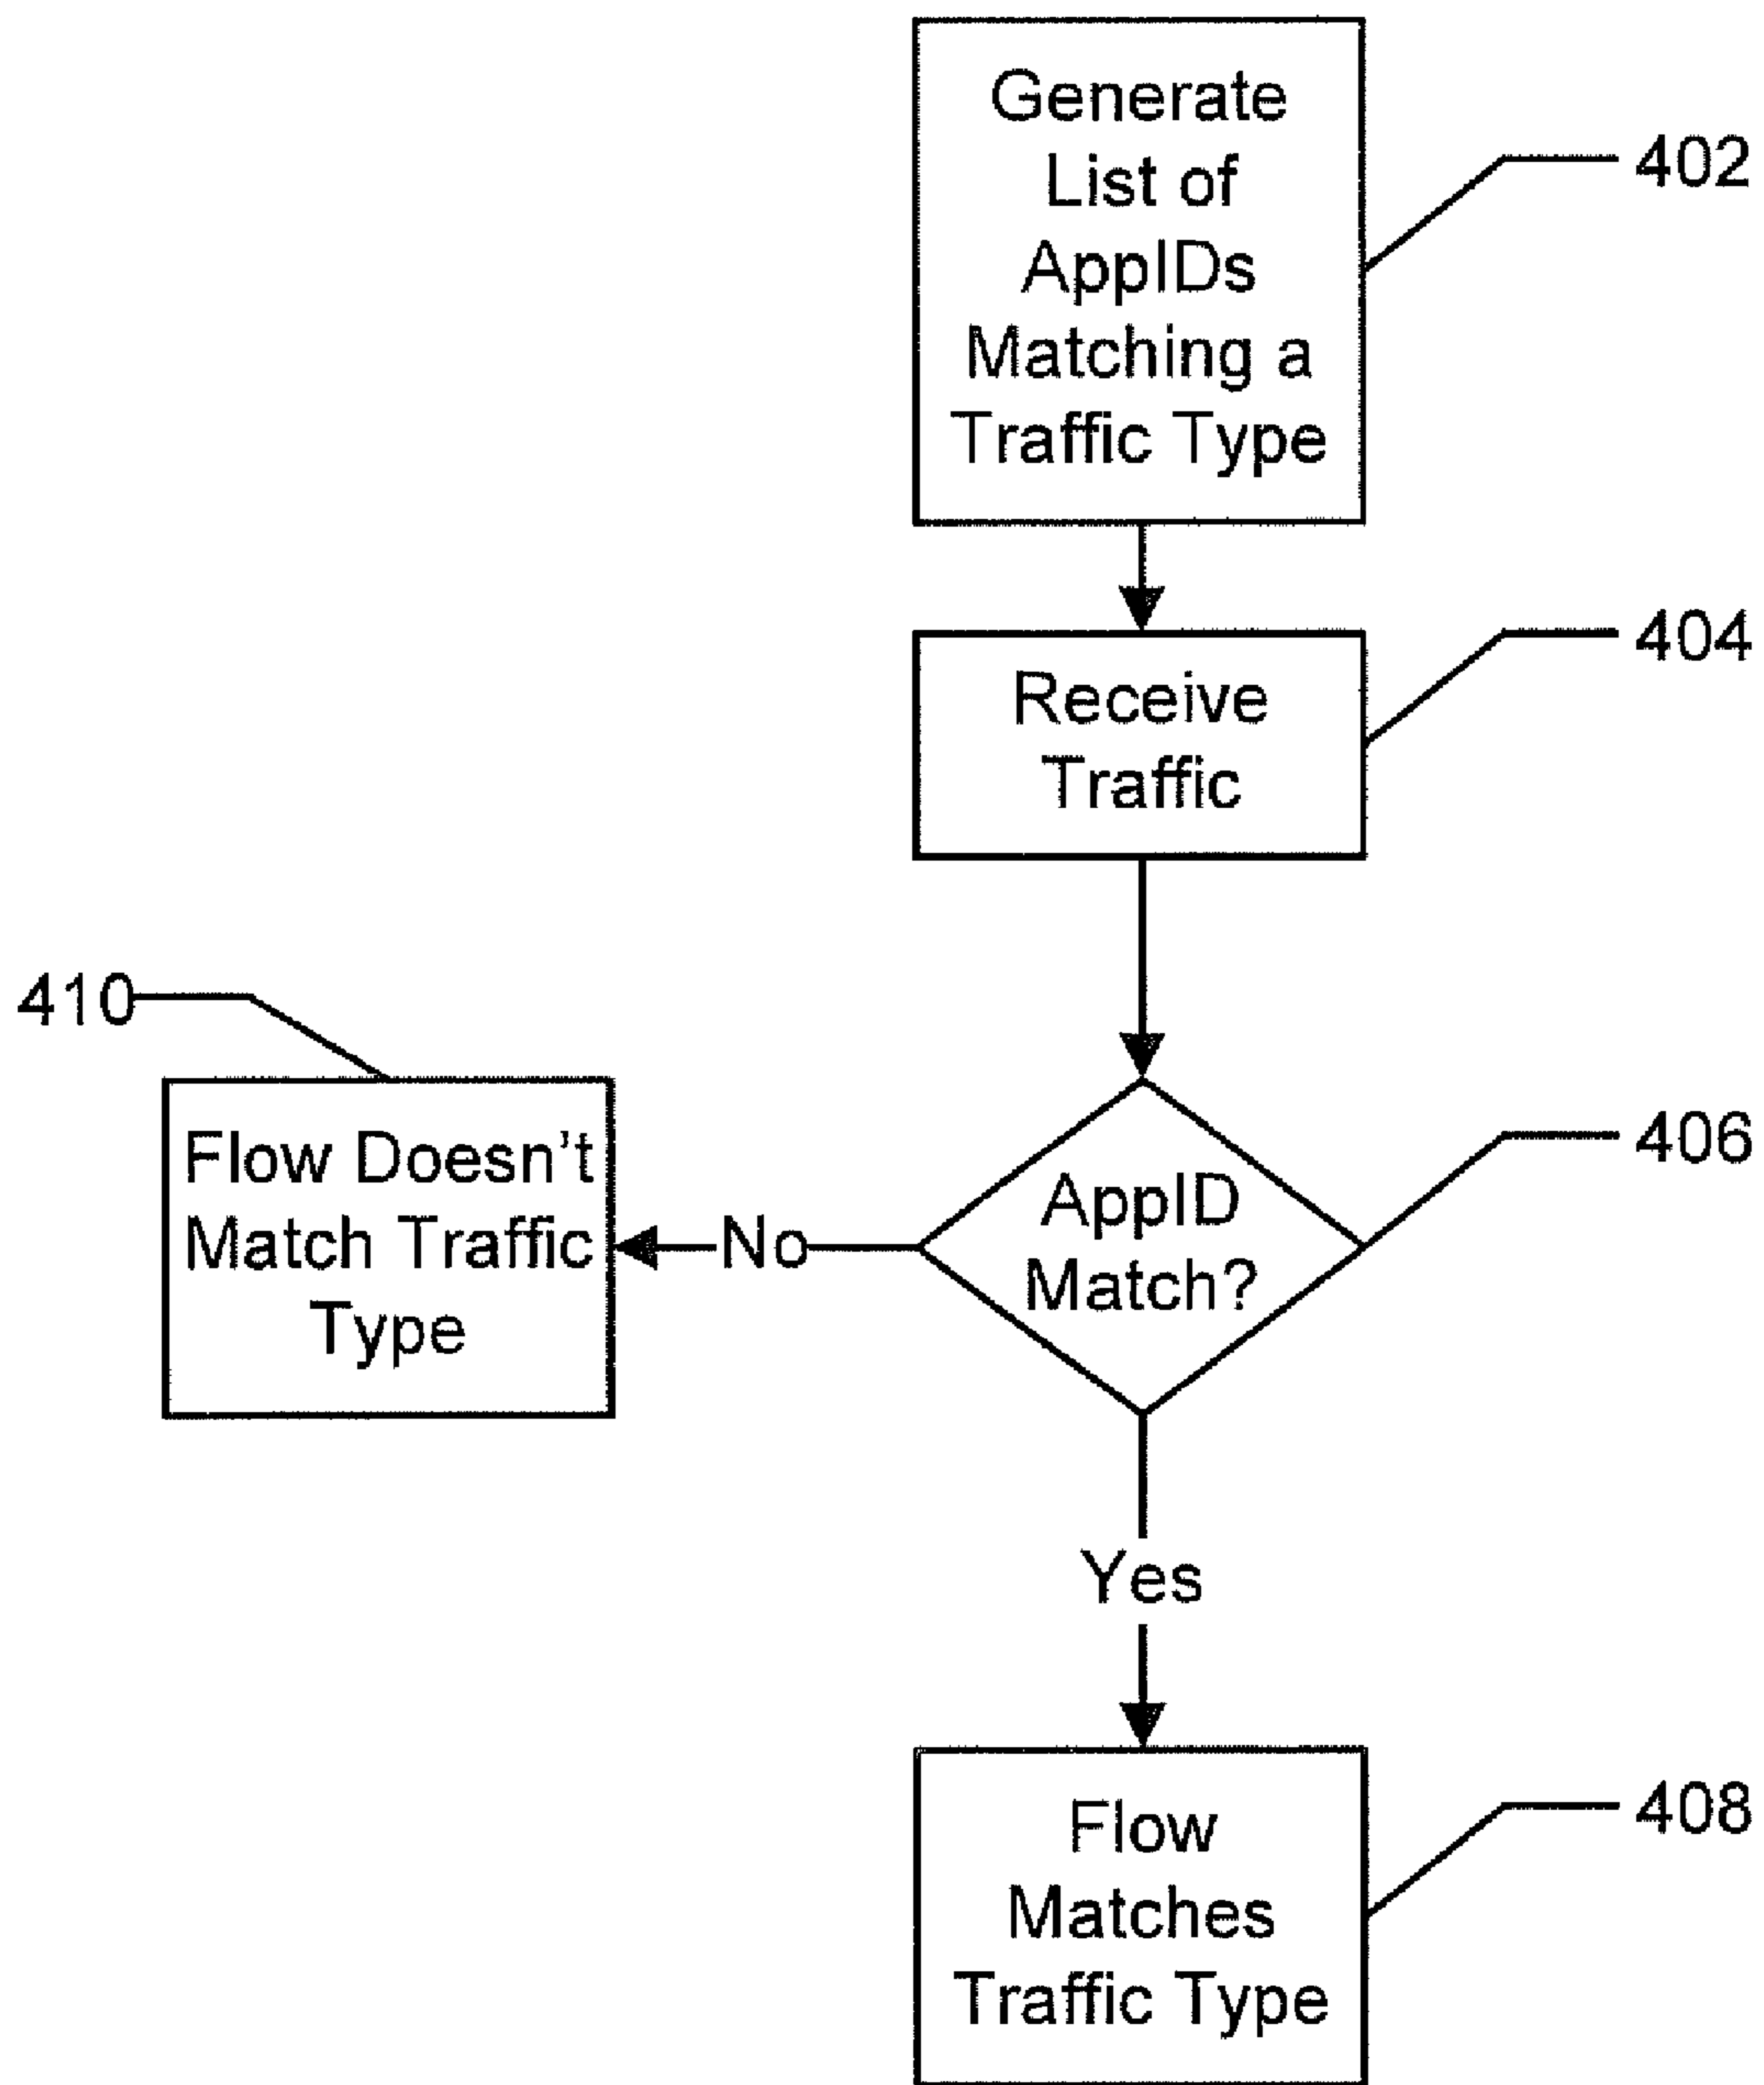 Generate
List of
AppIDs
Matching a
Traffic Type
402
Receive
Traffic
404
AppID
Match?
406
No
410
Flow Doesn't
Match Traffic
Type
Yes
Flow
Matches
Traffic Type
408